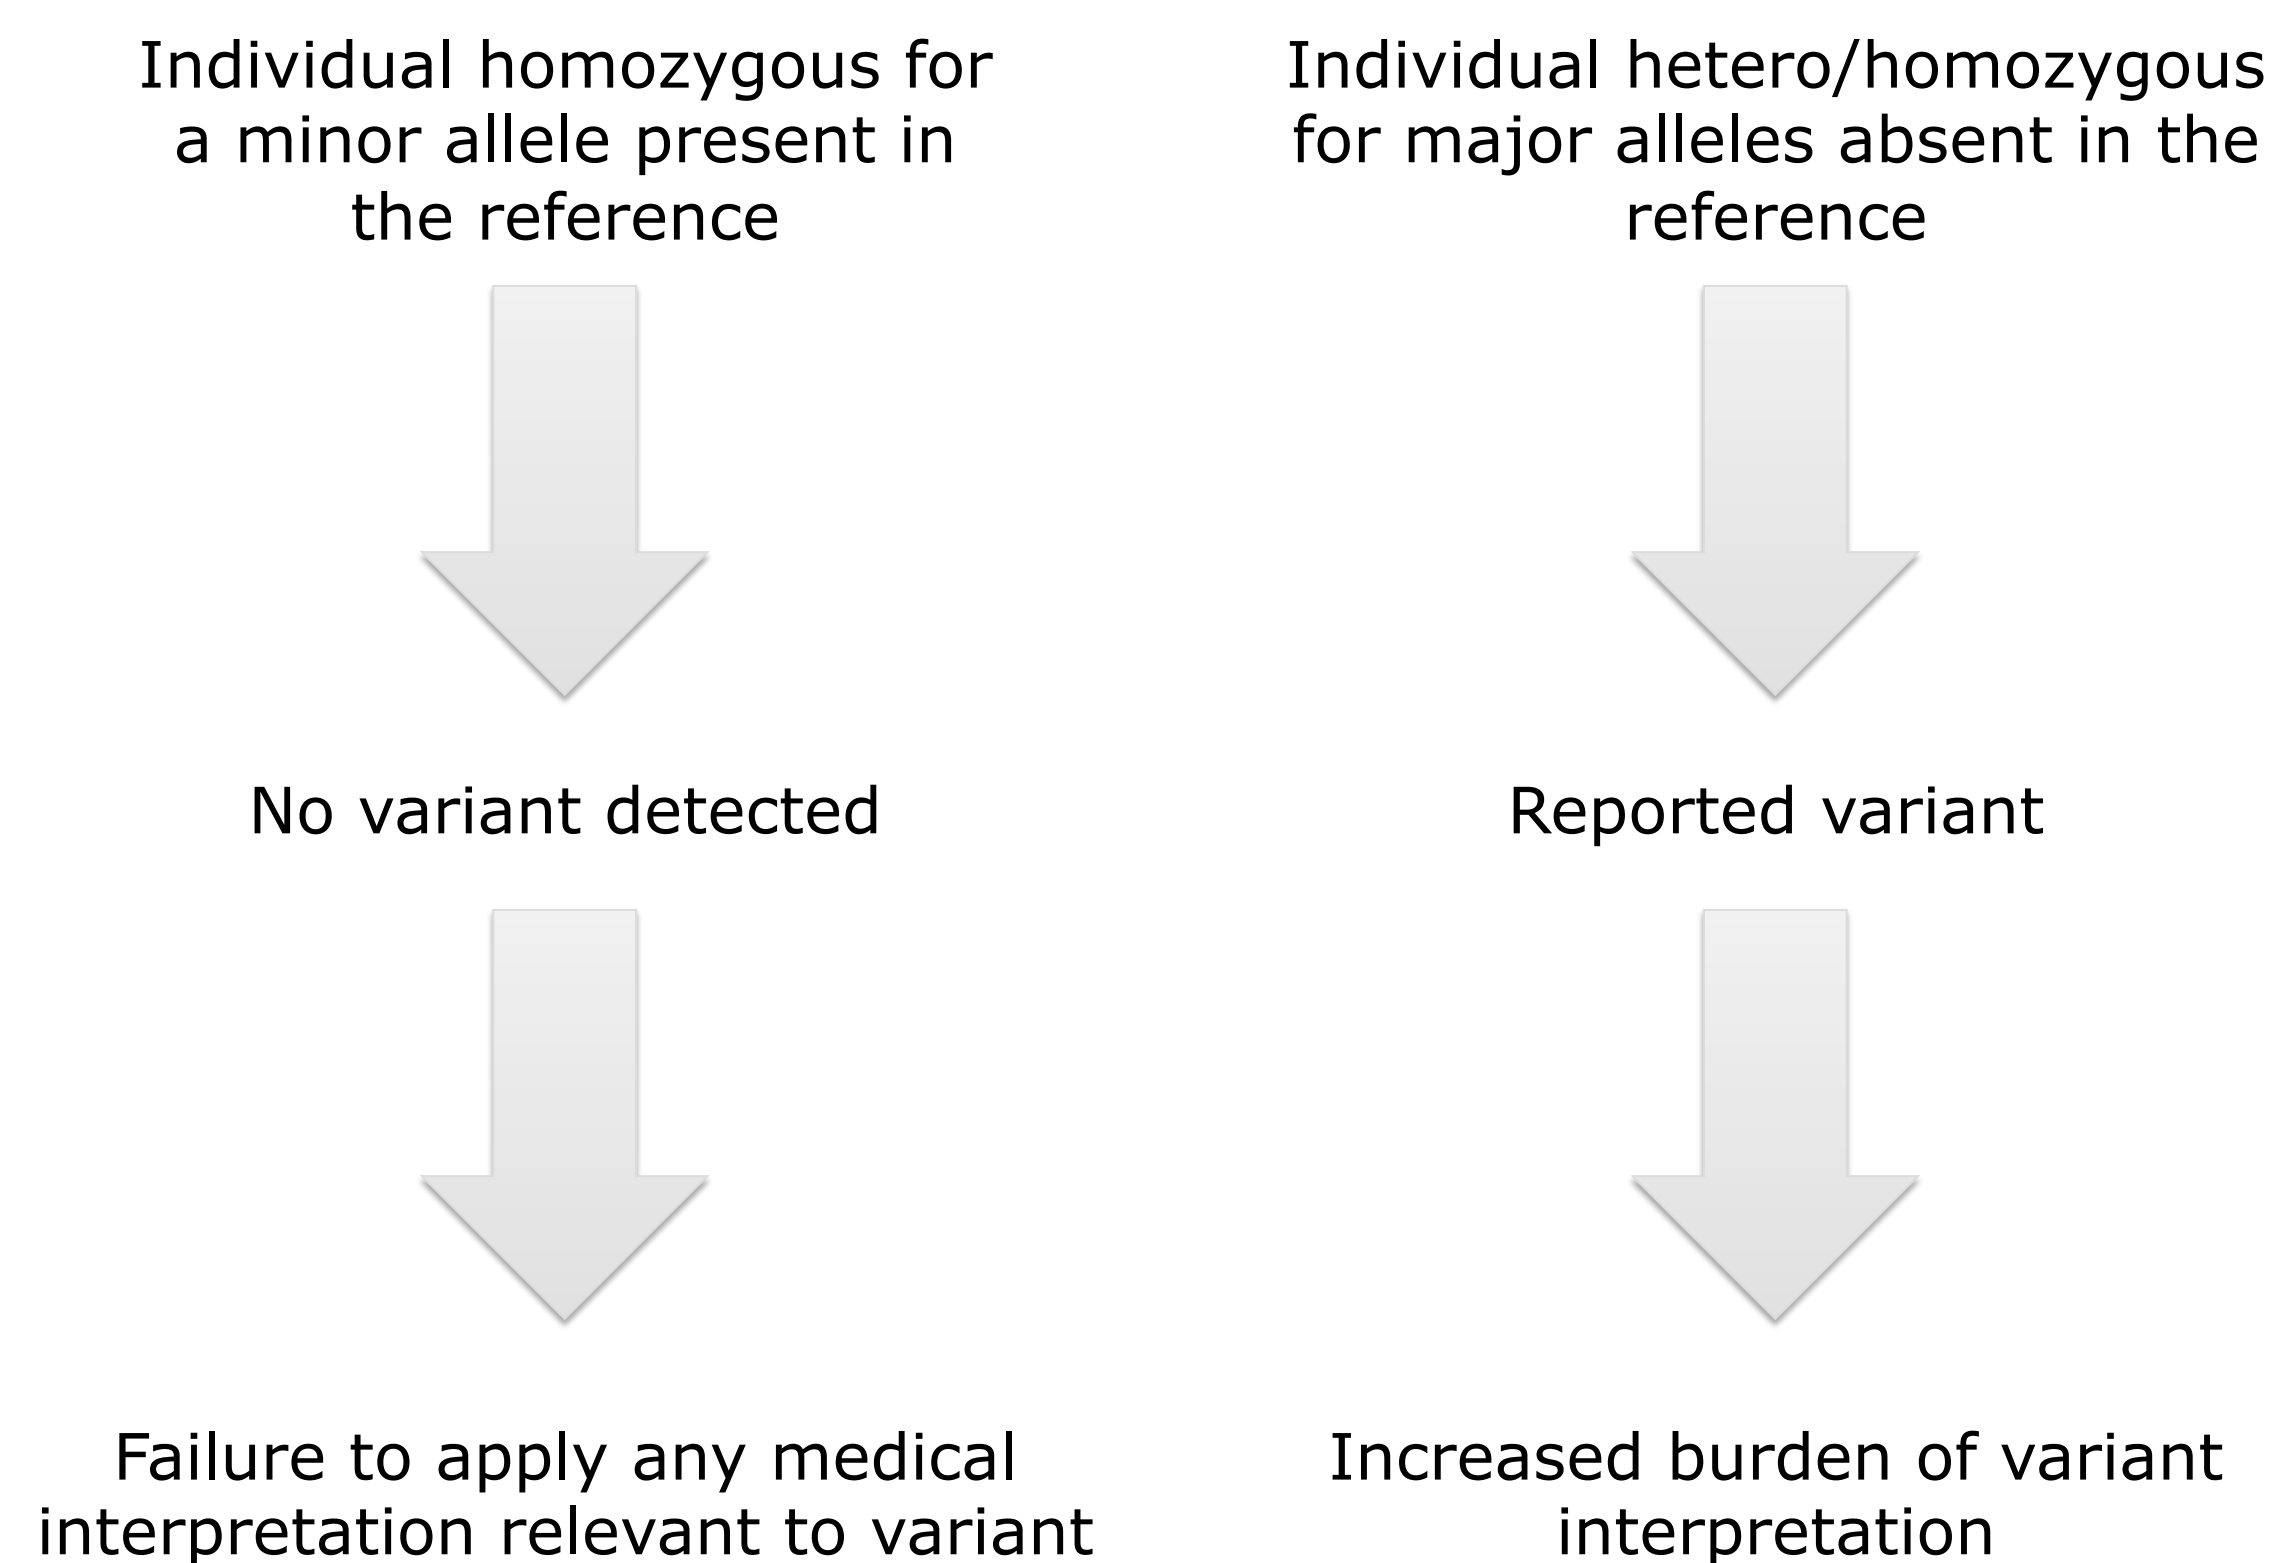 Individual homozygous for
a minor allele present in
the reference
No variant detected
Failure to apply any medical
interpretation relevant to variant
Individual hetero/homozygous
for major alleles absent in the
reference
Reported variant
Increased burden of variant
interpretation